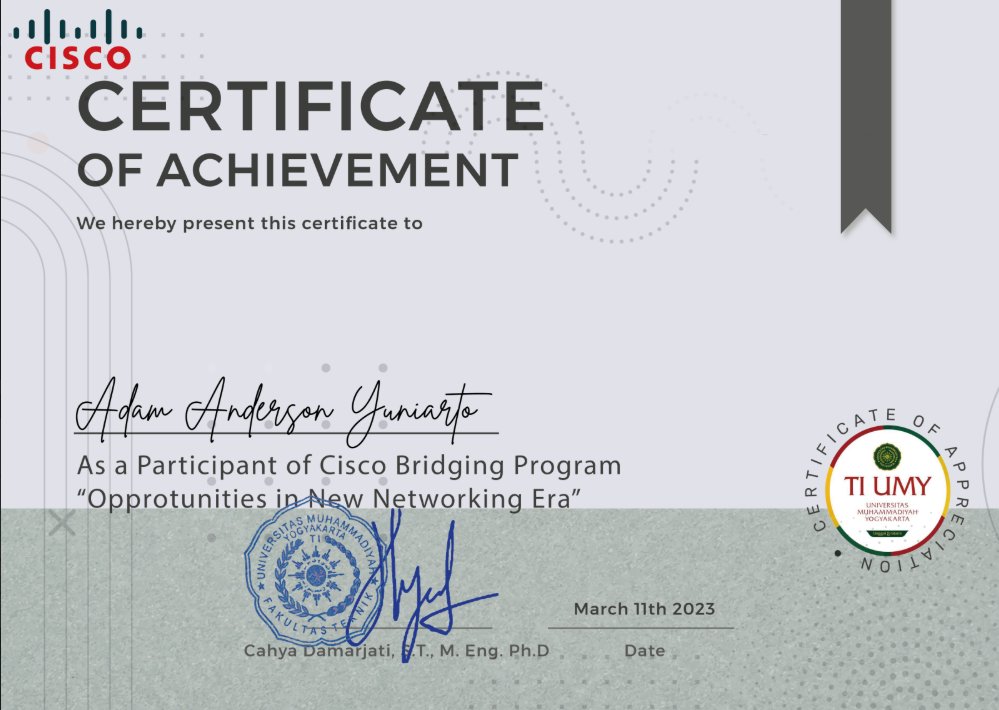 CISCO
CERTIFICATE
OF ACHIEVEMENT
We hereby present this certificate to
Adam Anderson Yuniarto
As a Participant of Cisco Bridging Program
“Opprotunities in New Networking Era”
UNIVERSITAS MUHAMMADIYAH
YOGYAKARTA
TI
FAKULTAS TEKNIK
March 11th 2023
Cahya Damarjati, S.T., M. Eng. Ph.D
Date
CERTIFICATE OF APPRECIATION
TI UMY
UNIVERSITAS
MUHAMMADIYAH
YOGYAKARTA